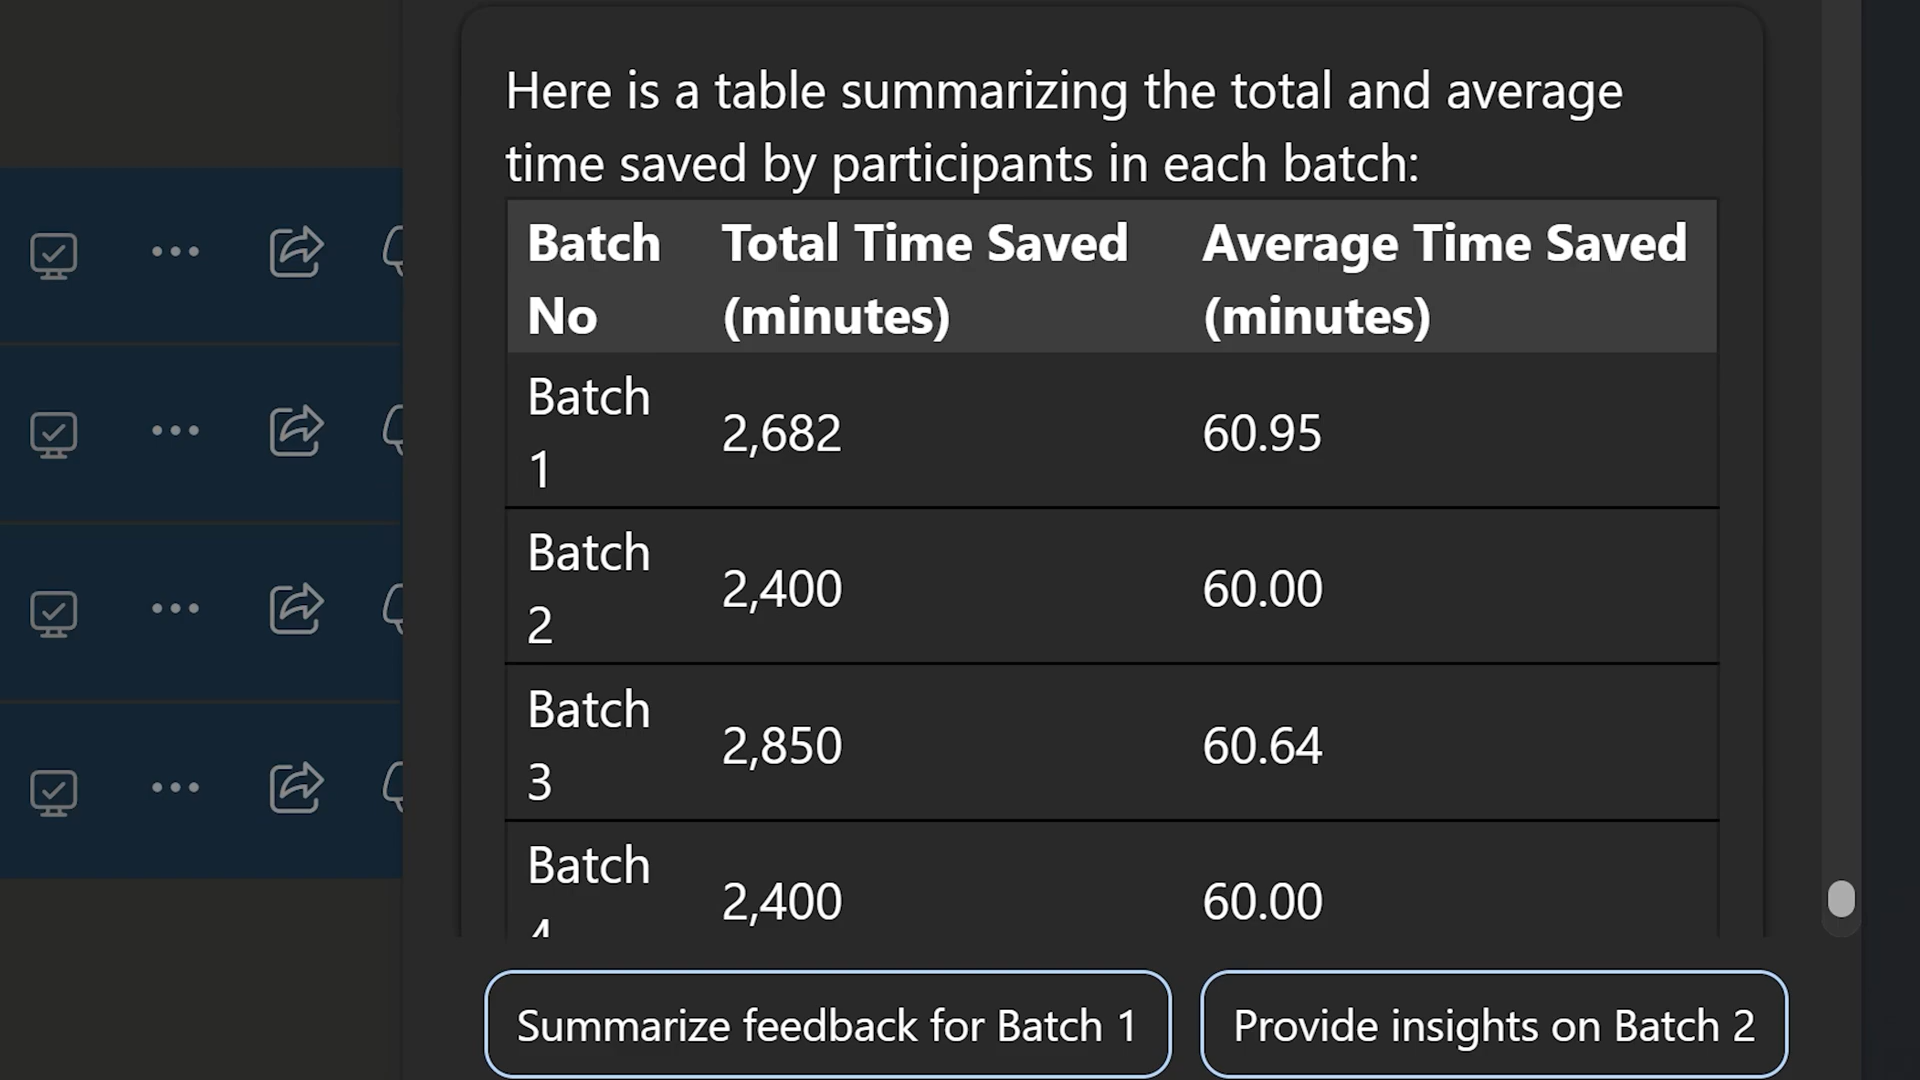 Here is a table summarizing the total and average
time saved by participants in each batch:
Batch No Total Time Saved (minutes) Average Time Saved (minutes)
Batch 1 2,682 60.95
Batch 2 2,400 60.00
Batch 3 2,850 60.64
Batch 4 2,400 60.00
Summarize feedback for Batch 1
Provide insights on Batch 2